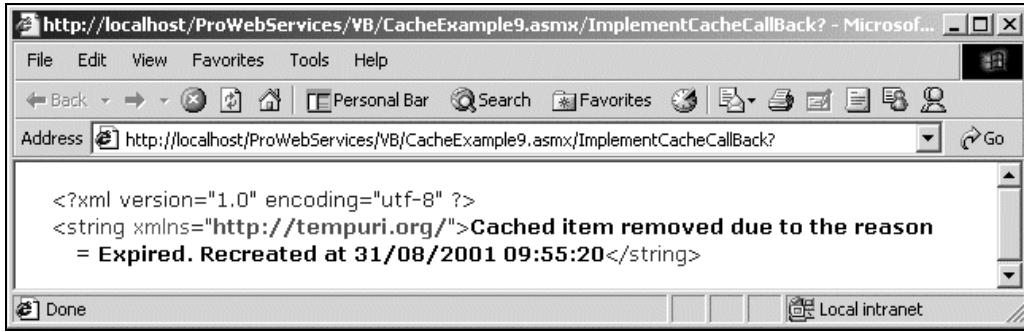 http://localhost/ProWebServices/VB/CacheExample9.asmx/ImplementCacheCallBack? - Microsof...
File Edit View Favorites Tools Help
Back Personal Bar Search Favorites
Address http://localhost/ProWebServices/VB/CacheExample9.asmx/ImplementCacheCallBack? Go
<?xml version="1.0" encoding="utf-8" ?>
<string xmlns="http://tempuri.org/">Cached item removed due to the reason
= Expired. Recreated at 31/08/2001 09:55:20</string>
Done Local intranet